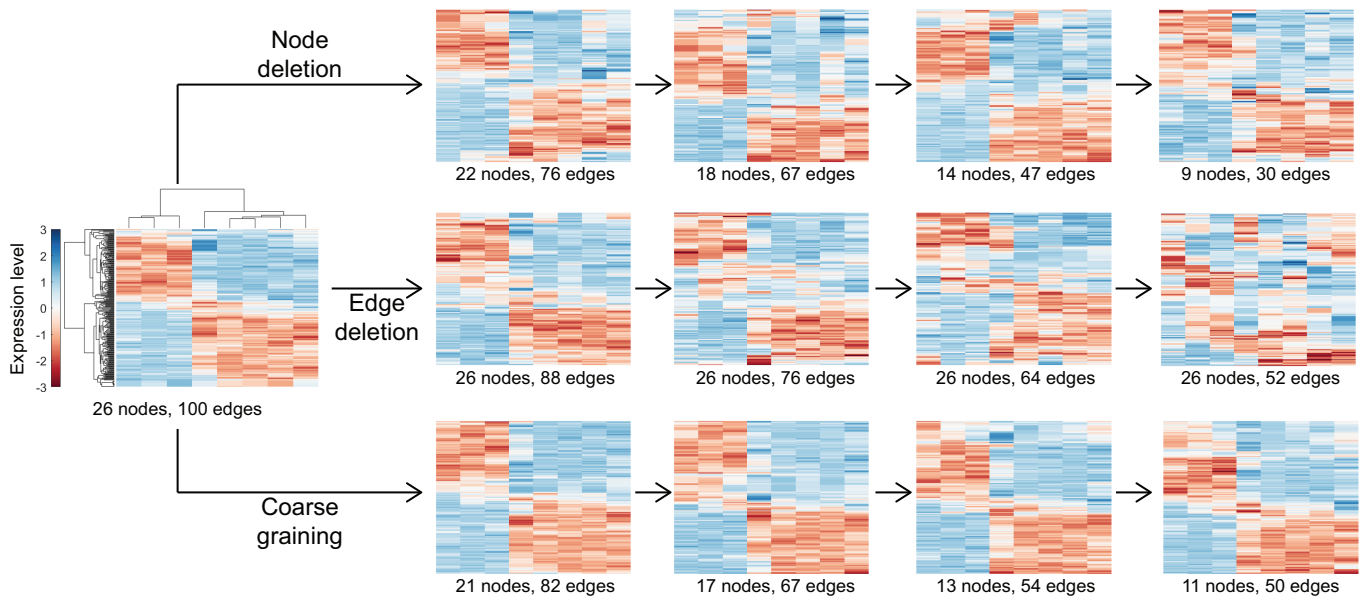 Node
deletion
22 nodes, 76 edges
18 nodes, 67 edges
14 nodes, 47 edges
9 nodes, 30 edges
Expression level
3
2
1
0
-1
-2
-3
26 nodes, 100 edges
Edge
deletion
26 nodes, 88 edges
26 nodes, 76 edges
26 nodes, 64 edges
26 nodes, 52 edges
Coarse
graining
21 nodes, 82 edges
17 nodes, 67 edges
13 nodes, 54 edges
11 nodes, 50 edges